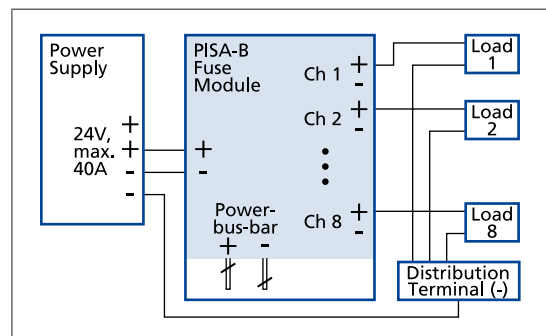 Power
Supply
24V,
max.
40A
+
+
-
-
PISA-B
Fuse
Module
+
-
Ch 1
+
-
Ch 2
+
-
Ch 8
+
-
Power-
bus-bar
+ -
Load
1
Load
2
Load
8
Distribution
Terminal (-)